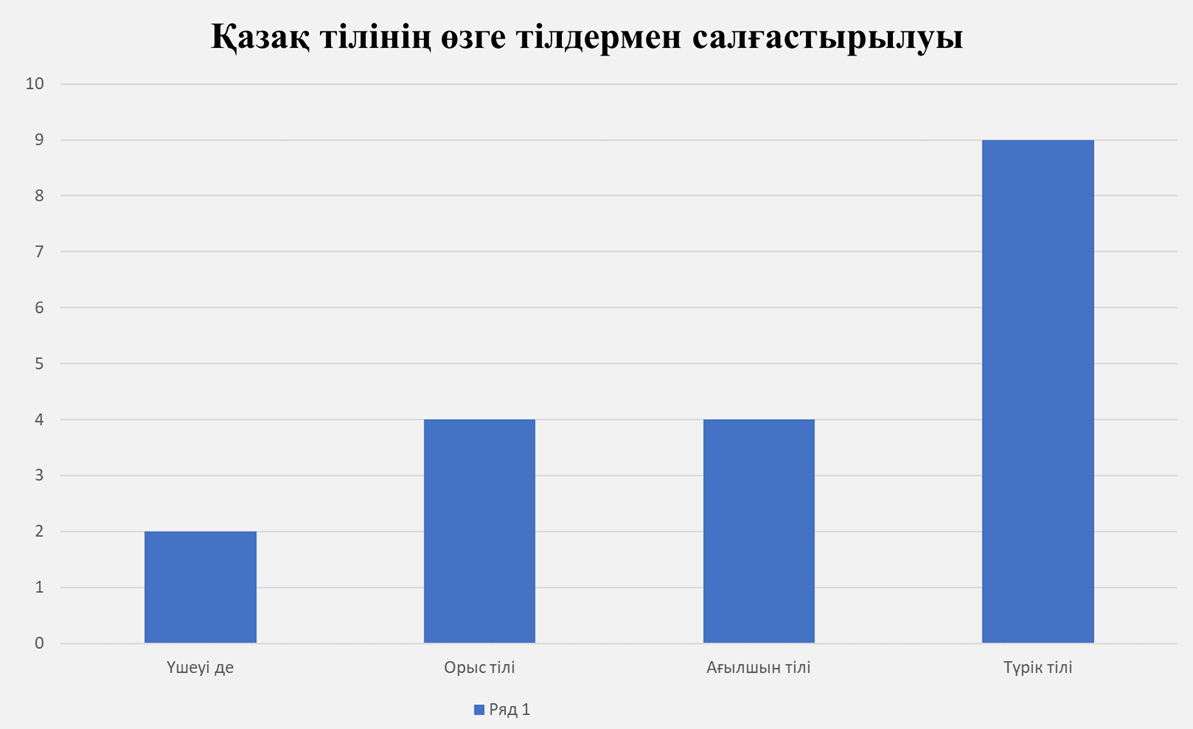 Қазақ тілінің өзге тілдермен салғастырылуы
10
9
8
7
6
5
4
3
2
1
0
Үшеуі де
Орыс тілі
Ағылшын тілі
Түрік тілі
Ряд 1